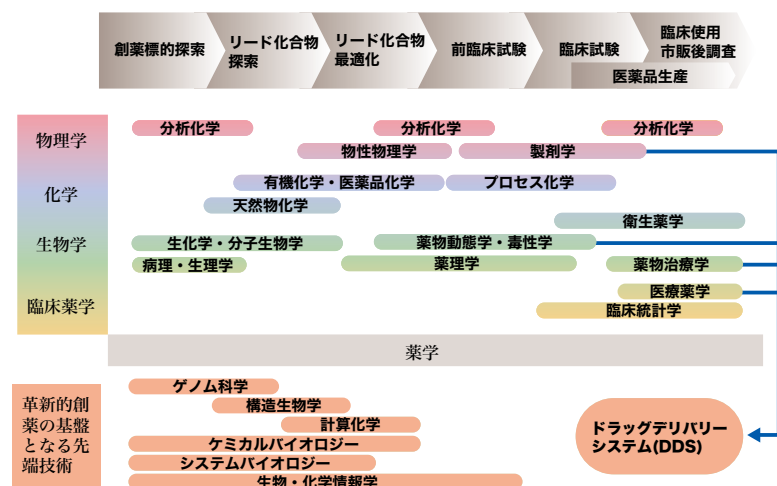 創薬標的探索
リード化合物
探索
リード化合物
最適化
前臨床試験
臨床試験
臨床使用
市販後調査
医薬品生産
物理学
分析化学
分析化学
分析化学
物性物理学
製剤学
化学
有機化学・医薬品化学
プロセス化学
天然物化学
衛生薬学
生物学
生化学・分子生物学
薬物動態学・毒性学
病理・生理学
薬理学
薬物治療学
医療薬学
臨床薬学
臨床統計学
薬学
革新的創
薬の基盤
となる先
端技術
ゲノム科学
構造生物学
計算化学
ケミカルバイオロジー
システムバイオロジー
生物・化学情報学
ドラッグデリバリー
システム(DDS)